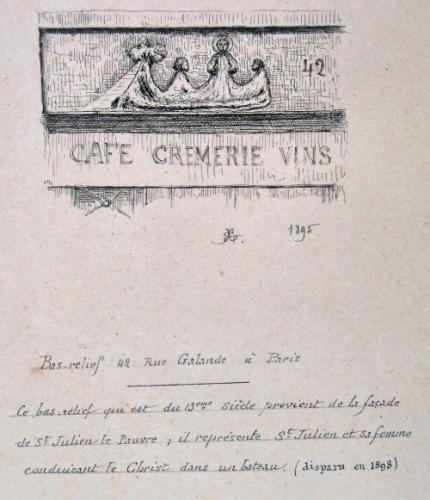 42
CAFE CREMERIE VINS
1895
Bas-relief 42 Rue Galande à Paris
Ce bas-relief qui est du 13eme siècle provient de la façade
de St Julien le Pauvre ; il représente St Julien et sa femme
conduisant le Christ dans un bateau. (disparu en 1898)